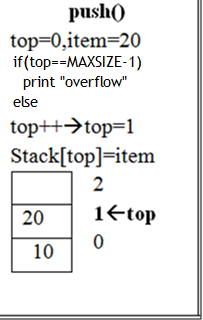 push()
top=0,item=20
if(top==MAXSIZE-1)
print "overflow"
else
top++→top=1
Stack[top]=item
2
20 1←top
10 0